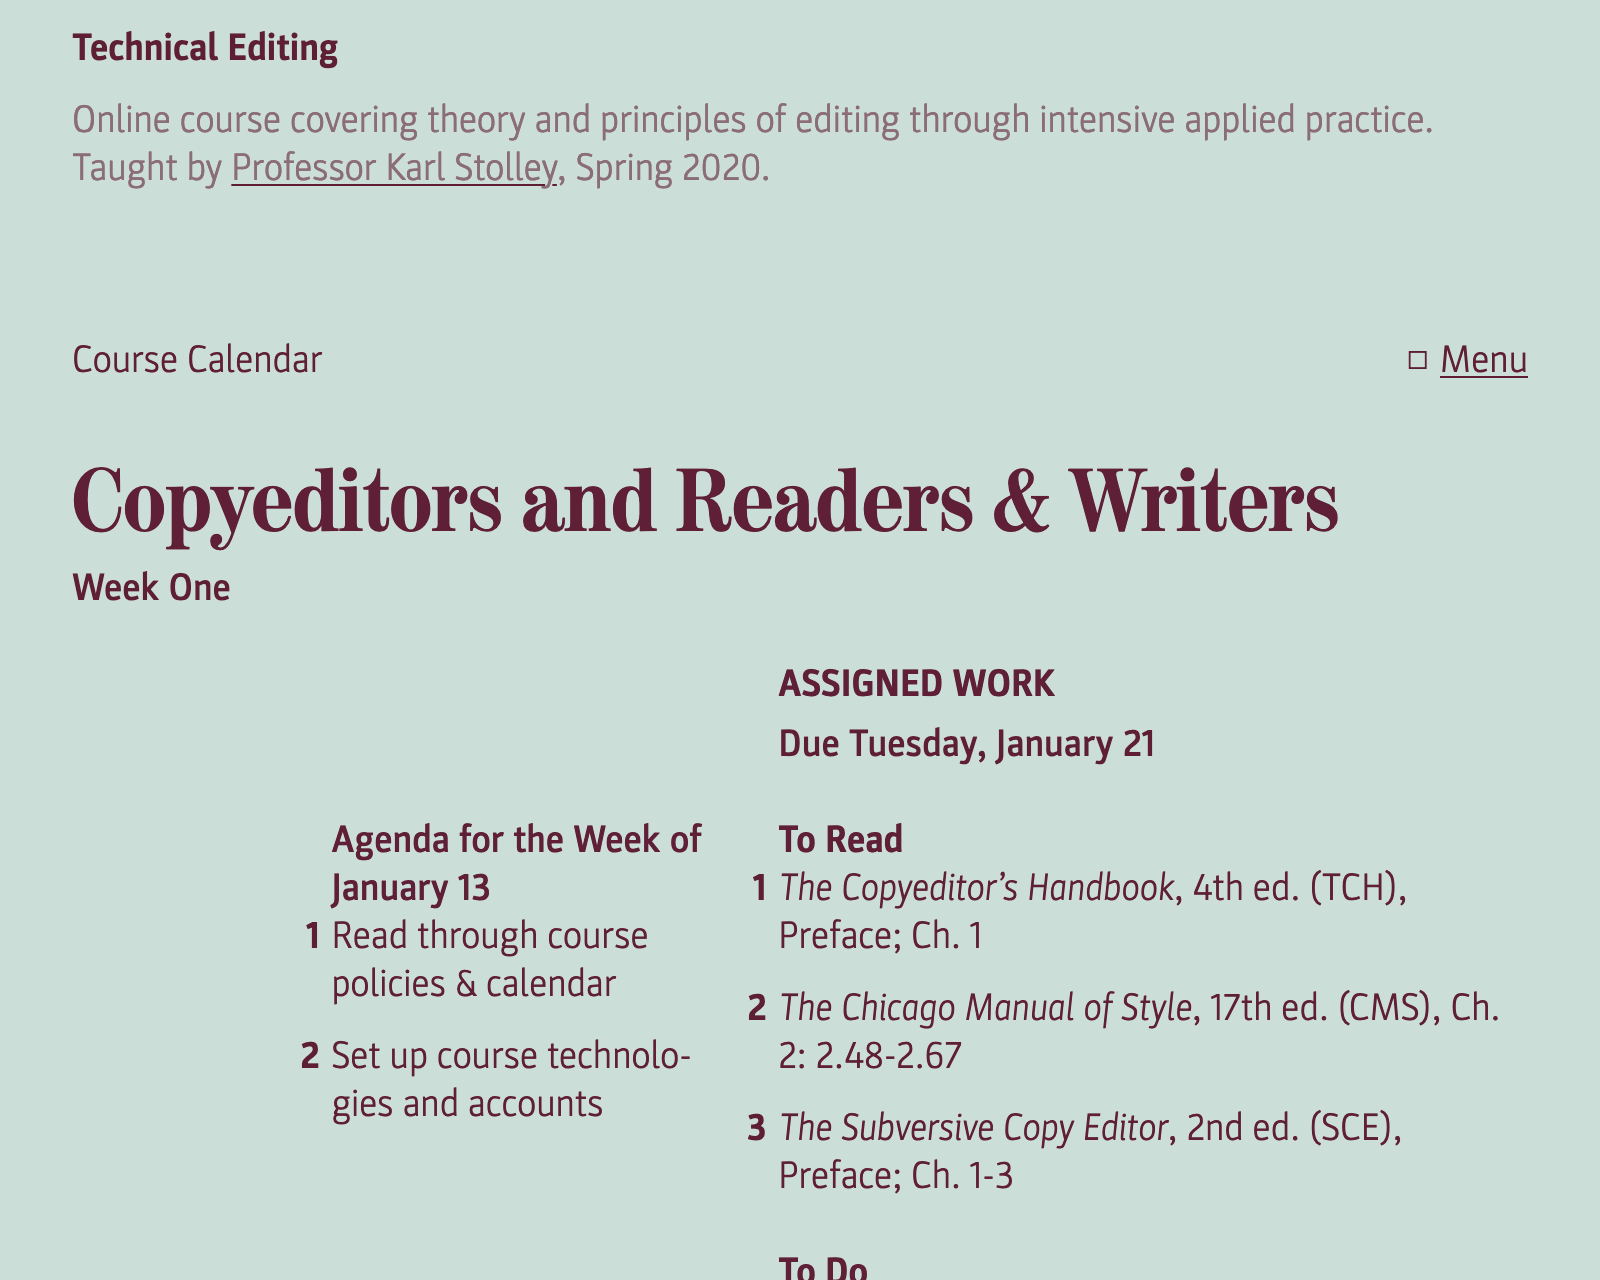 Technical Editing
Online course covering theory and principles of editing through intensive applied practice.
Taught by Professor Karl Stolley, Spring 2020.
Course Calendar
Menu
Copyeditors and Readers & Writers
Week One
ASSIGNED WORK
Due Tuesday, January 21
Agenda for the Week of
January 13
1 Read through course
policies & calendar
2 Set up course technolo-
gies and accounts
To Read
1 The Copyeditor’s Handbook, 4th ed. (TCH),
Preface; Ch. 1
2 The Chicago Manual of Style, 17th ed. (CMS), Ch.
2: 2.48-2.67
3 The Subversive Copy Editor, 2nd ed. (SCE),
Preface; Ch. 1-3
To Do